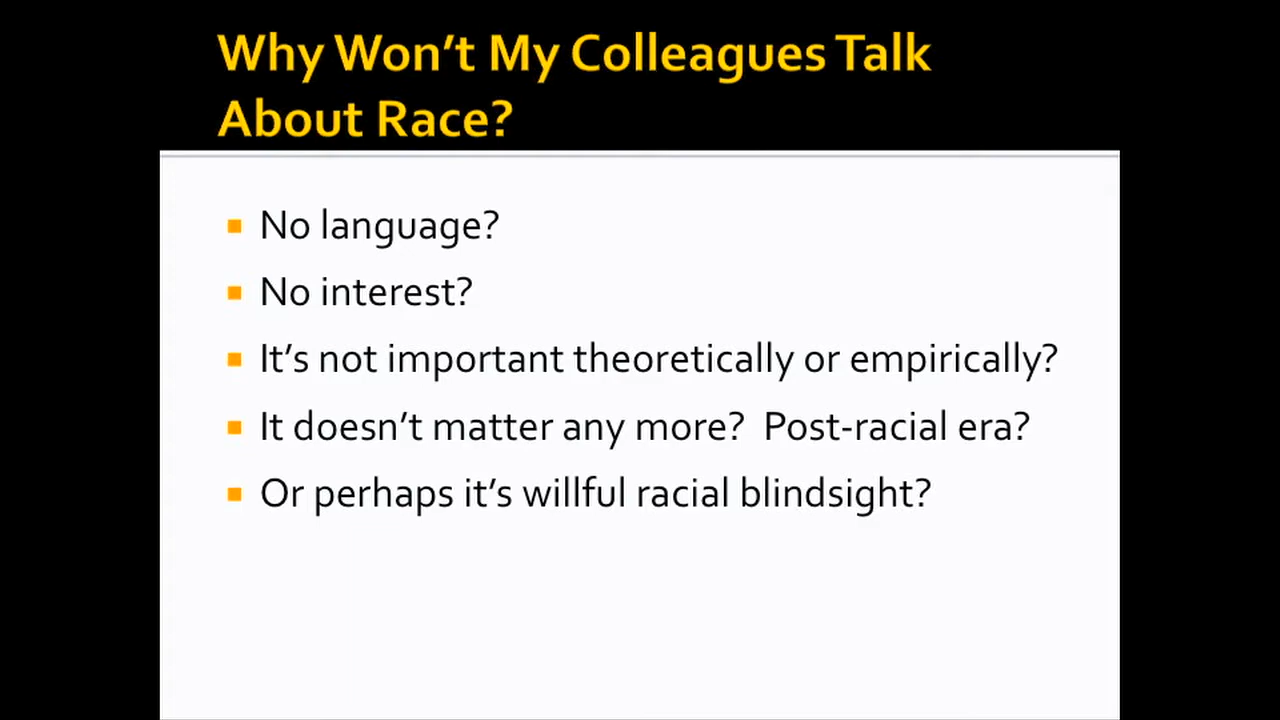 Why Won't My Colleagues Talk
About Race?
No language?
No interest?
It's not important theoretically or empirically?
It doesn't matter any more?  Post-racial era?
Or perhaps it's willful racial blindsight?